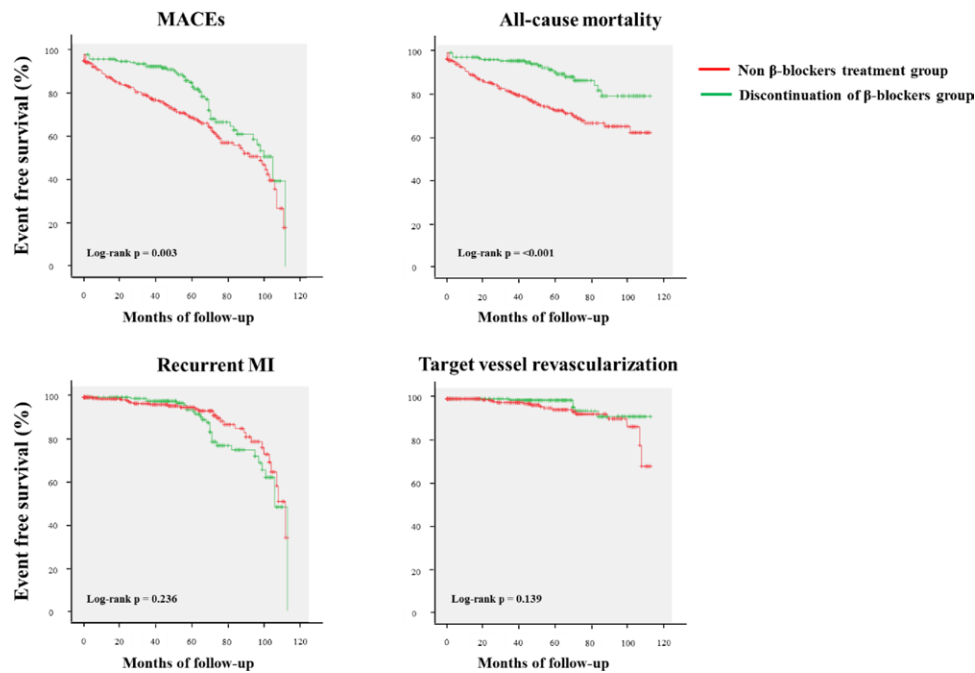 MACEs
All-cause mortality
Non β-blockers treatment group
Discontinuation of β-blockers group
Event free survival (%)
100
80
60
40
20
0
Log-rank p = 0.003
0 20 40 60 80 100 120
Months of follow-up
100
80
60
40
20
0
Log-rank p = <0.001
0 20 40 60 80 100 120
Months of follow-up
Recurrent MI
Target vessel revascularization
Event free survival (%)
100
80
60
40
20
0
Log-rank p = 0.236
0 20 40 60 80 100 120
Months of follow-up
100
80
60
40
20
0
Log-rank p = 0.139
0 20 40 60 80 100 120
Months of follow-up